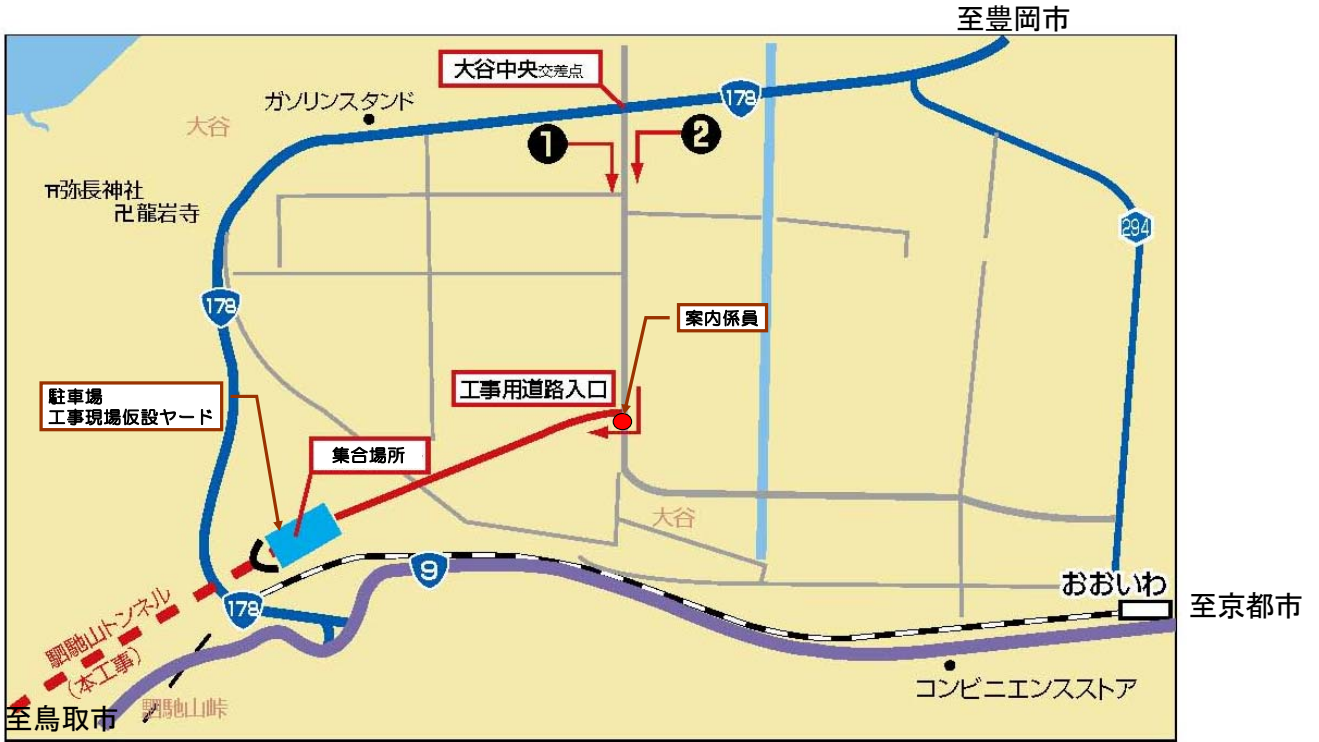 至豊岡市
大谷中央交差点
178
ガソリンスタンド
大谷
1
2
开弥長神社
卍龍岩寺
294
178
案内係員
駐車場
工事現場仮設ヤード
工事用道路入口
集合場所
大谷
9
おおいわ
至京都市
178
駟馳山トンネル
(本工事)
コンビニエンスストア
駟馳山峠
至鳥取市